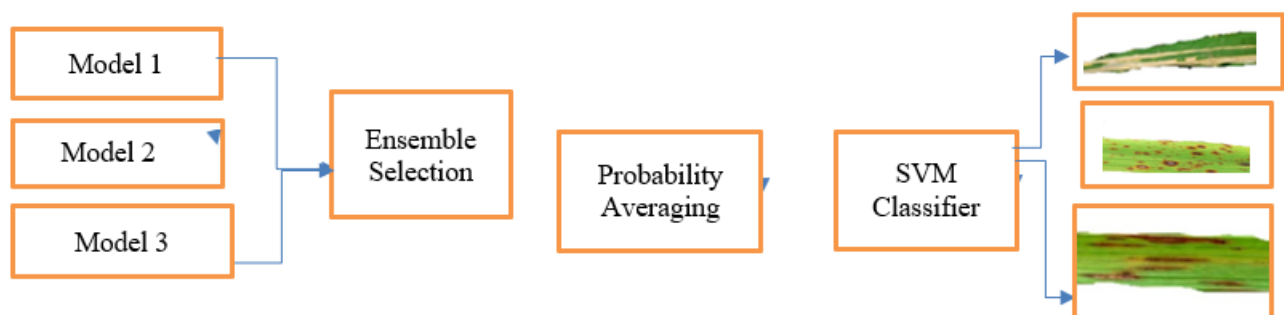 Model 1
Model 2
Model 3
Ensemble
Selection
Probability
Averaging
SVM
Classifier